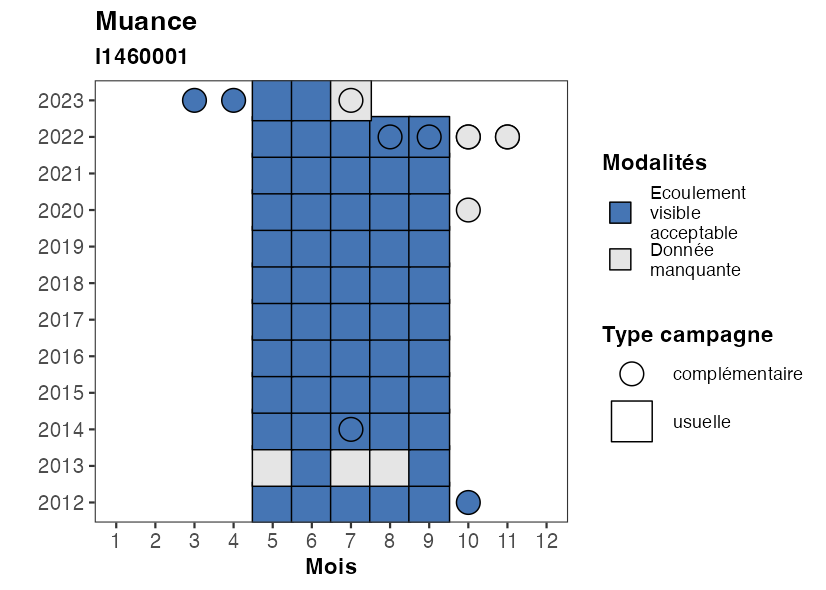 Muance
I1460001
2023
2022
2021
2020
2019
2018
2017
2016
2015
2014
2013
2012
1 2 3 4 5 6 7 8 9 10 11 12
Mois
Modalités
Ecoulement
visible
acceptable
Donnée
manquante
Type campagne
complémentaire
usuelle